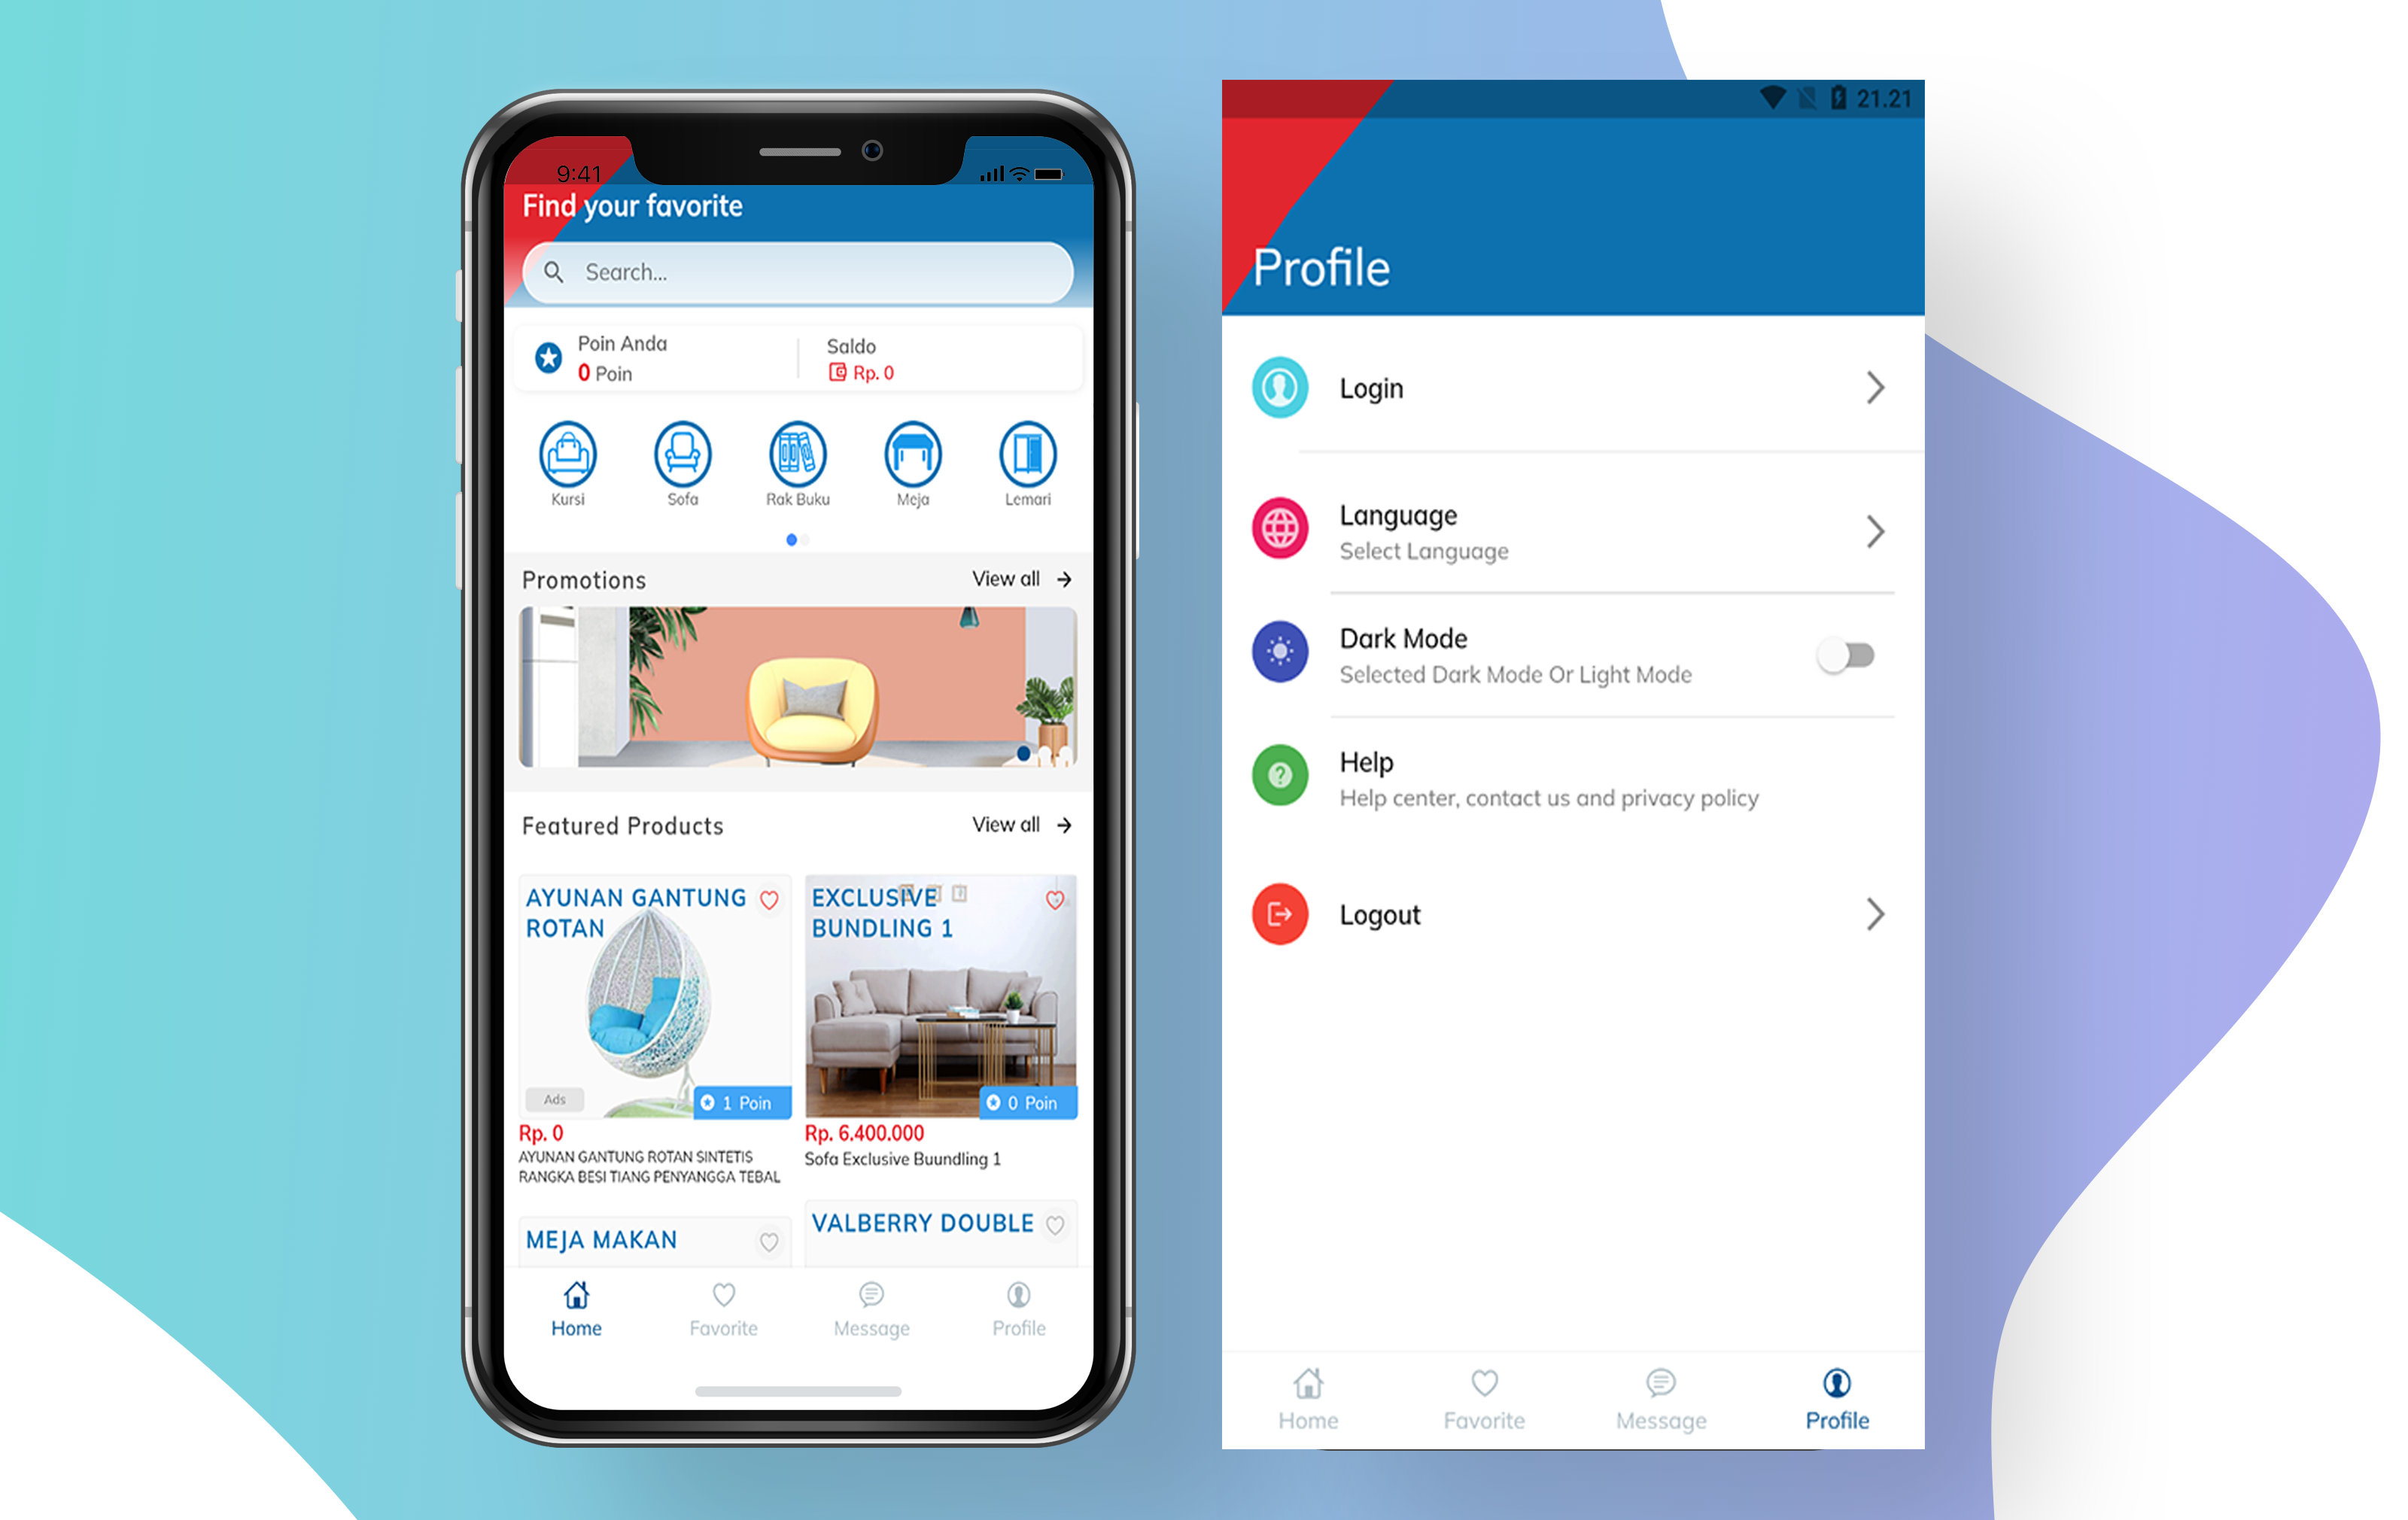 9:41
Find your favorite
Search...
Poin Anda
0 Poin
Saldo
Rp. 0
Kursi
Sofa
Rak Buku
Meja
Lemari
Promotions
View all
Featured Products
View all
AYUNAN GANTUNG
ROTAN
Ads
1 Poin
Rp. 0
AYUNAN GANTUNG ROTAN SINTETIS
RANGKA BESI TIANG PENYANGGA TEBAL
EXCLUSIVE
BUNDLING 1
0 Poin
Rp. 6.400.000
Sofa Exclusive Buundling 1
MEJA MAKAN
VALBERRY DOUBLE
Home
Favorite
Message
Profile
21.21
Profile
Login
Language
Select Language
Dark Mode
Selected Dark Mode Or Light Mode
Help
Help center, contact us and privacy policy
Logout
Home
Favorite
Message
Profile